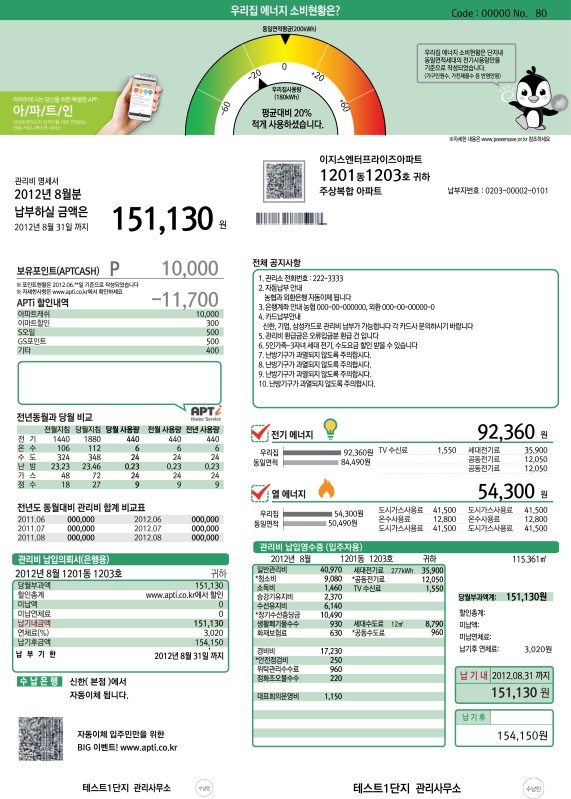 우리집 에너지 소비현황은?
Code : 00000 No. 80
동일면적평균(200kWh)
-60
-20
0
+20
+60
우리집사용량
(180kWh)
평균대비 20%
적게 사용하셨습니다.
아파트에 사는 당신을 위한 특별한 APP.
아/파/트/인
우리집 에너지 소비현황은 단지내
동일면적세대의 전기사용량만을
기준으로 작성되었습니다.
(가구인원수, 가전제품수 등 반영안됨)
※자세한 내용은 www.powersave.or.kr 참조하세요
이지스엔터프라이즈아파트
1201동1203호 귀하
주상복합 아파트
납부자번호 : 0203-00002-0101
관리비 명세서
2012년 8월분
납부하실 금액은
2012년 8월 31일 까지
151,130 원
보유포인트(APTCASH) P 10,000
※ 포인트현황은 2012.06.**일 기준으로 작성되었습니다
※ 자세한사항은 www.apti.co.kr에서 확인하세요
APTi 할인내역 -11,700
아파트캐쉬 10,000
이파트할인 300
S오일 500
GS포인트 500
기타 400
APTi
Home Service
전체 공지사항
1. 관리소 전화번호 : 222-3333
2. 자동납부 안내
농협과 외환은행 자동이체 됩니다
3. 은행계좌 안내 농협 000-00-000000, 외환 000-00-00000-0
4. 카드납부안내
신한, 기업, 삼성카드로 관리비 납부가 가능합니다 각 카드사 문의하시기 바랍니다
5. 관리비 환급금은 오류입금분 환급 건 입니다
6. 5인가족~3자녀 세대 전기, 수도요금 할인 받을 수 있습니다
7. 난방기구가 과열되지 않도록 주의합시다.
8. 난방기구가 과열되지 않도록 주의합시다.
9. 난방기구가 과열되지 않도록 주의합시다.
10. 난방기구가 과열되지 않도록 주의합시다.
전년동월과 당월 비교
전월지침 당월지침 당월 사용량 전월 사용량 전년 사용량
전 기 1440 1880 440 440 440
온 수 106 112 6 6 6
수 도 324 348 24 24 24
난 방 23.23 23.46 0.23 0.23 0.23
가 스 48 72 24 24 24
정 수 18 27 9 9 9
전기 에너지 92,360 원
우리집 92,360원
동일면적 84,490원
TV 수신료 1,550
세대전기료 35,900
공동전기료 12,050
공동전기료 12,050
열 에너지 54,300 원
우리집 54,300원
동일면적 50,490원
도시가스사용료 41,500 도시가스사용료 41,500
온수사용료 12,800 온수사용료 12,800
도시가스사용료 41,500 도시가스사용료 41,500
전년도 동월대비 관리비 합계 비교표
2011.06 000,000 2012.06 000,000
2011.07 000,000 2012.07 000,000
2011.08 000,000 2012.08 000,000
관리비 납입의뢰서(은행용)
2012년 8월 1201동 1203호 귀하
당월부과액 151,130
할인총계 www.apti.co.kr에서 할인
미납액 0
미납연체료 0
납기내금액 151,130
연체료(%) 3,020
납기후금액 154,150
납 부 기 한 2012년 8월 31일 까지
수 납 은 행
신한( 본점 )에서
자동이체 됩니다.
자동이체 입주민만을 위한
BIG 이벤트! www.apti.co.kr
테스트1단지 관리사무소
수납인
관리비 납입영수증 (입주자용)
2012년 8월 1201동 1203호 귀하 115.361㎡
일반관리비 40,970 세대전기료 277kWh 35,900
*청소비 9,080 *공동전기료 12,050
소독비 1,460 TV 수신료 1,550
승강기유지비 2,370
수선유지비 6,140
*장기수선충당금 10,490
생활폐기물수수 230 세대수도료 12㎥ 8,790
화재보험료 630 *공동수도료 960
경비비 17,230
*안전점검비 250
위탁관리수수료 960
정화조오물수수 220
대표회의운영비 1,150
당월부과액계: 151,130원
할인총계:
미납액:
미납연체료:
납기후 연체료: 3,020원
납 기 내 2012.08.31 까지
151,130 원
납 기 후
154,150원
테스트1단지 관리사무소
수납인